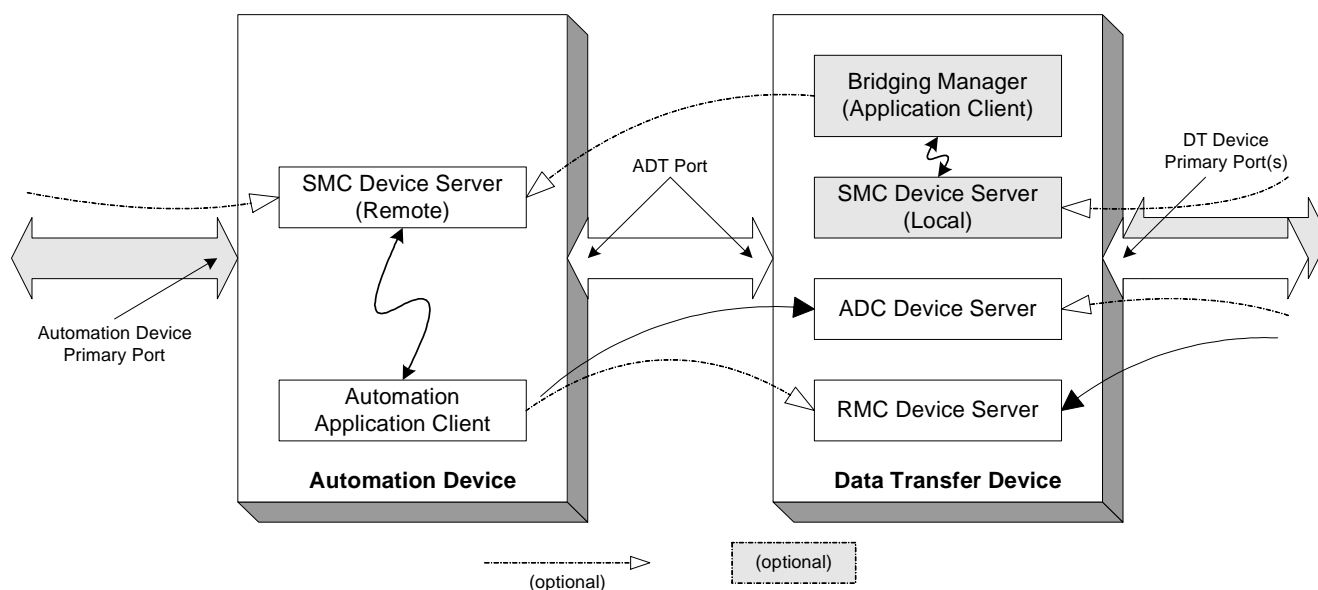 Bridging Manager
(Application Client)
DT Device
Primary Port(s)
ADT Port
SMC Device Server
(Remote)
SMC Device Server
(Local)
ADC Device Server
Automation Device
Primary Port
Automation
Application Client
RMC Device Server
Automation Device
Data Transfer Device
(optional)
(optional)